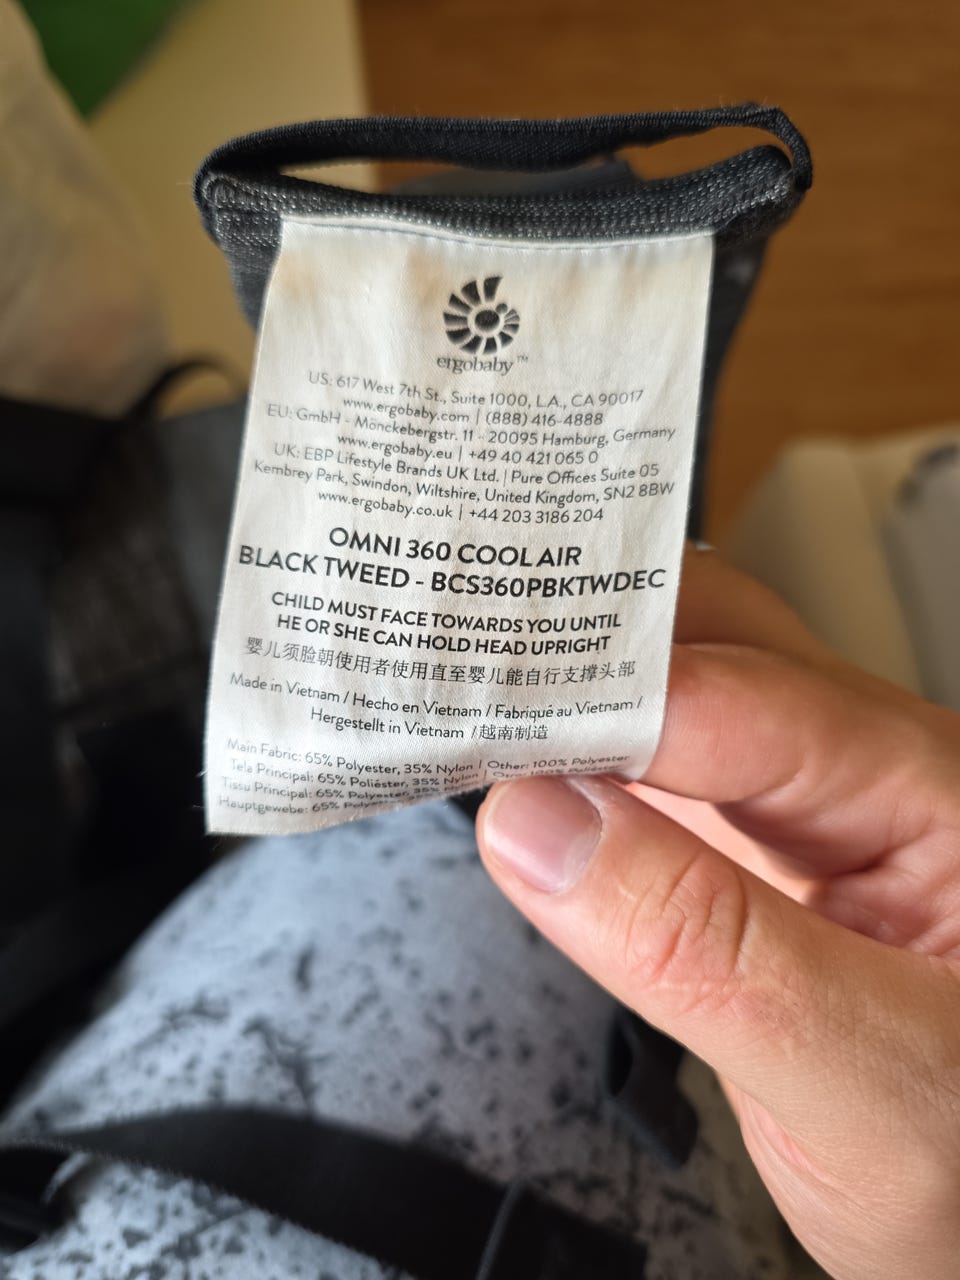 ergobaby™
US: 617 West 7th St., Suite 1000, L.A., CA 90017
www.ergobaby.com | (888) 416-4888
EU: GmbH - Mönckebergstr. 11 - 20095 Hamburg, Germany
www.ergobaby.eu | +49 40 421 065 0
UK: EBP Lifestyle Brands UK Ltd. | Pure Offices Suite 05
Kembrey Park, Swindon, Wiltshire, United Kingdom, SN2 8BW
www.ergobaby.co.uk | +44 203 3186 204
OMNI 360 COOL AIR
BLACK TWEED - BCS360PBKTWDEC
CHILD MUST FACE TOWARDS YOU UNTIL
HE OR SHE CAN HOLD HEAD UPRIGHT
婴儿须脸朝使用者使用直至婴儿能自行支撑头部
Made in Vietnam / Hecho en Vietnam / Fabriqué au Vietnam /
Hergestellt in Vietnam / 越南制造
Main Fabric: 65% Polyester, 35% Nylon | Other: 100% Polyester
Tela Principal: 65% Poliéster, 35% Nylon | Otro: 100%
Tissu Principal: 65% Polyester, 35%
Hauptgewebe: 65%